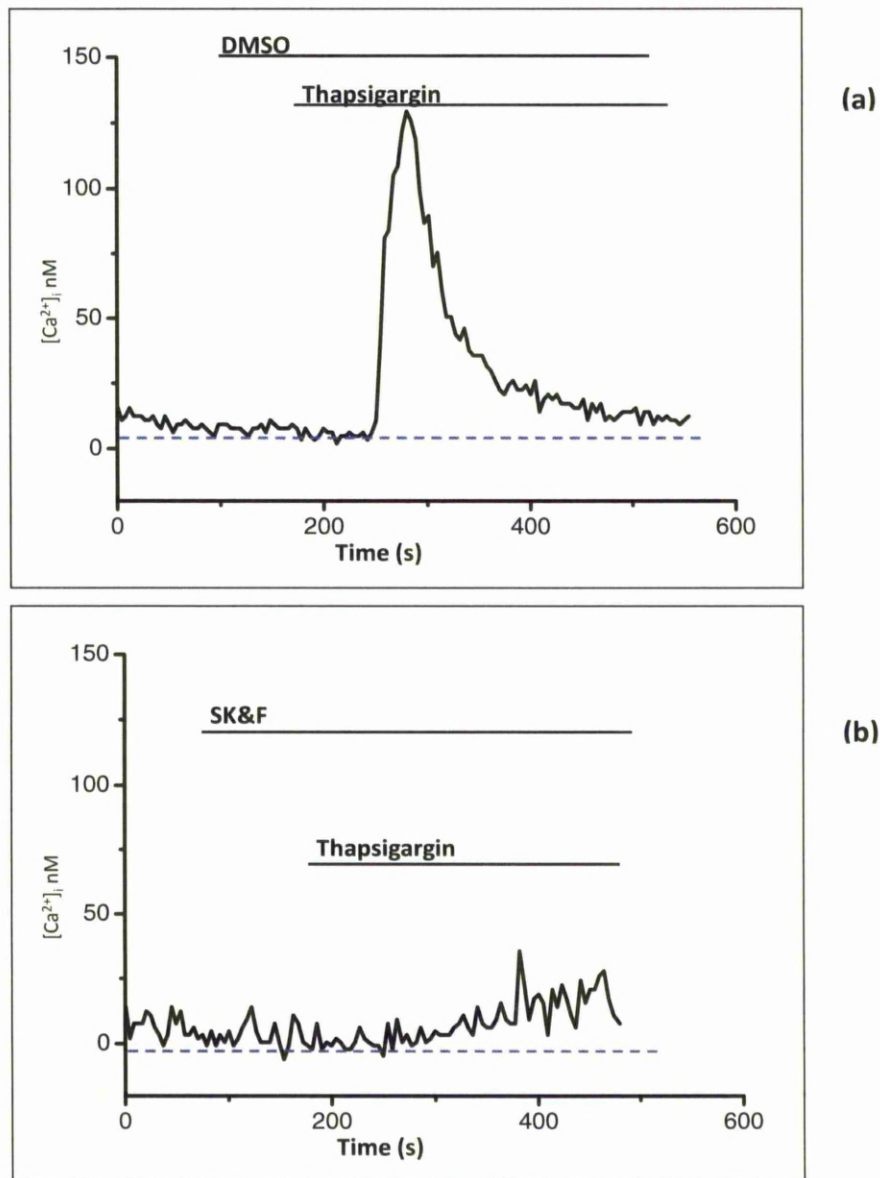 DMSO
150
Thapsigargin
(a)
100
50
0
[Ca²⁺]ᵢ nM
0 200 400 600
Time (s)
150
SK&F
(b)
100
Thapsigargin
50
0
[Ca²⁺]ᵢ nM
0 200 400 600
Time (s)